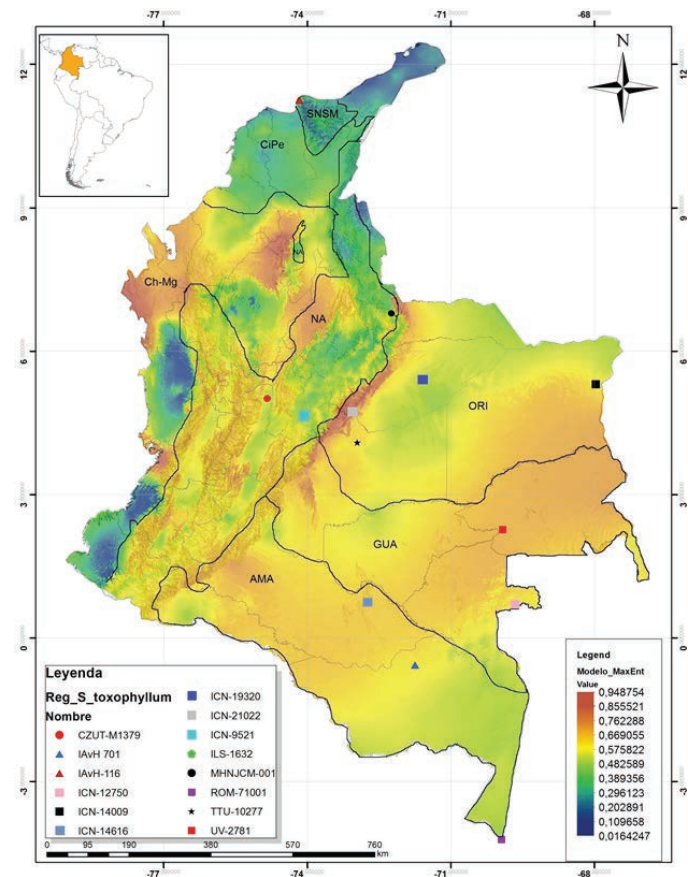 -77 -74 -71 -68
N
12
9
6
3
0
-3
SNSM
CiPe
Ch-Mg
NA
NA
ORI
GUA
AMA
Leyenda
Reg_S_toxophyllum
Nombre
CZUT-M1379
IAvH 701
IAvH-116
ICN-12750
ICN-14009
ICN-14616
ICN-19320
ICN-21022
ICN-9521
ILS-1632
MHNJCM-001
ROM-71001
TTU-10277
UV-2781
0 95 190 380 570 760
km
Legend
Modelo_MaxEnt
Value
0,948754
0,855521
0,762288
0,669055
0,575822
0,482589
0,389356
0,296123
0,202891
0,109658
0,0164247
-77 -74 -71 -68